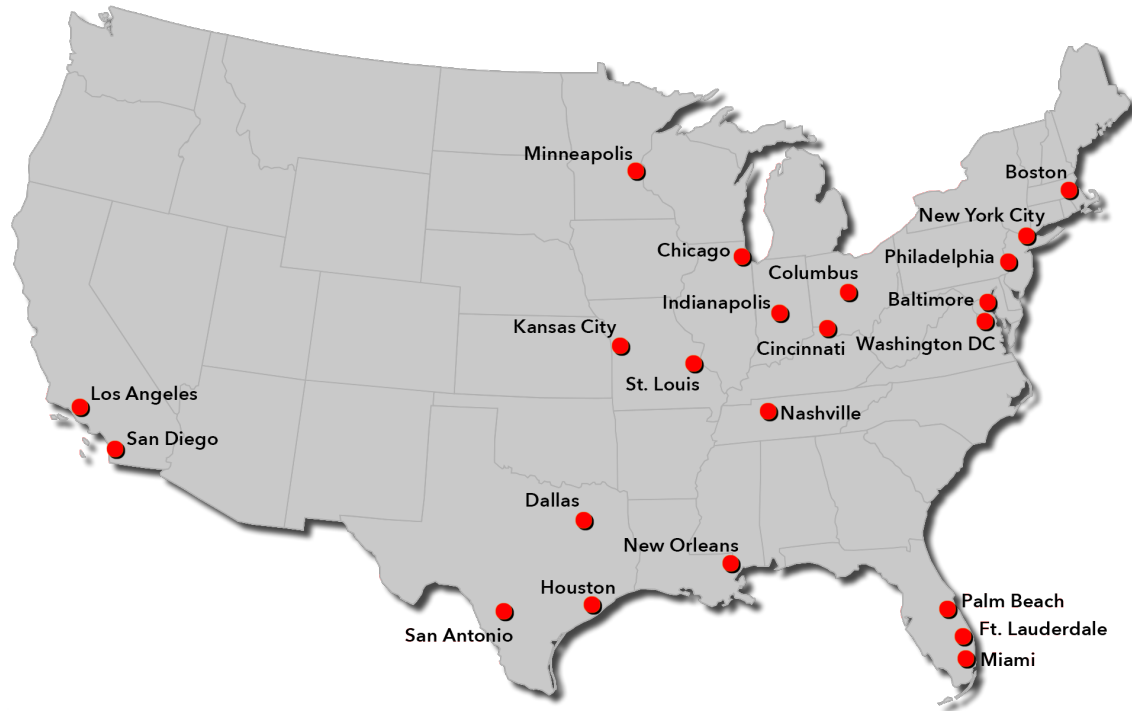 Minneapolis
Boston
New York City
Chicago
Philadelphia
Columbus
Indianapolis
Baltimore
Kansas City
Cincinnati
Washington DC
St. Louis
Los Angeles
Nashville
San Diego
Dallas
New Orleans
Houston
Palm Beach
San Antonio
Ft. Lauderdale
Miami